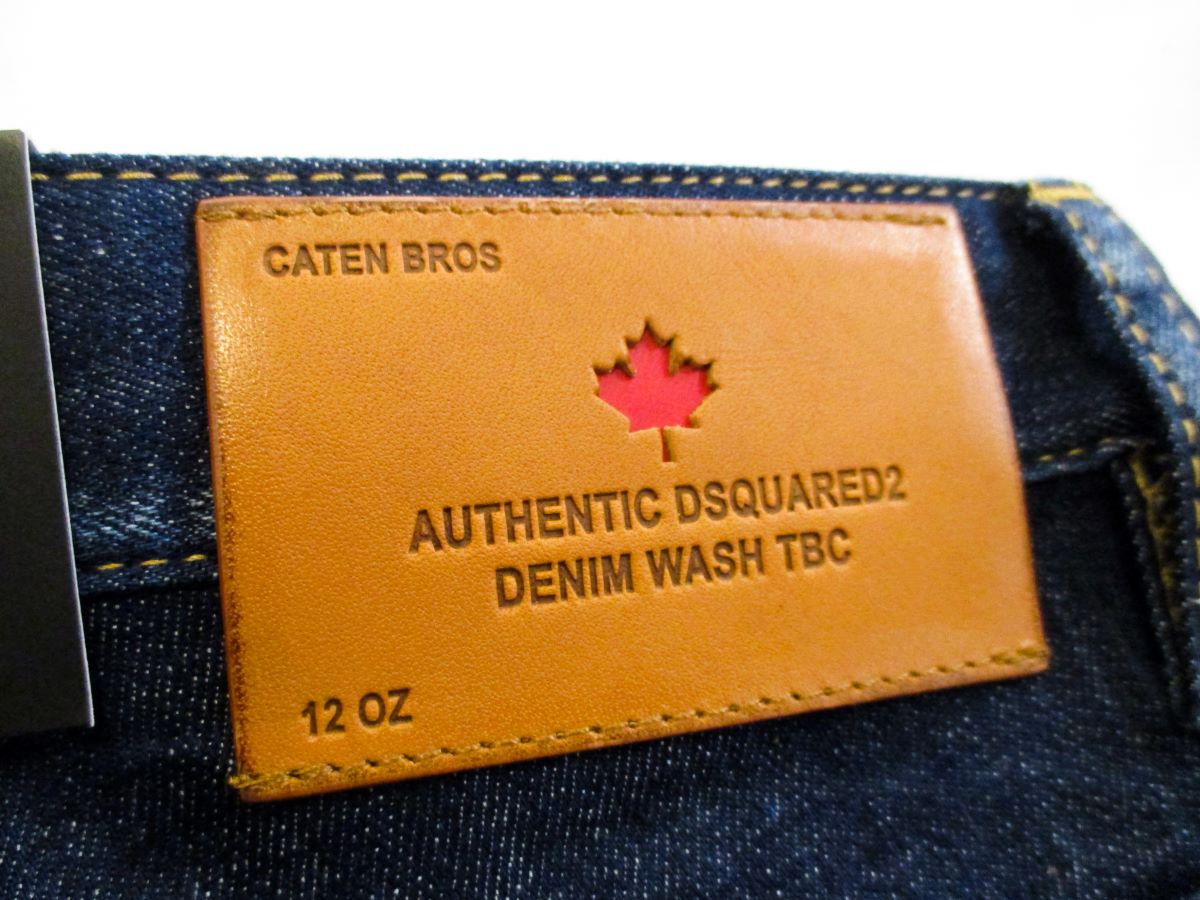 CATEN BROS
AUTHENTIC DSQUARED2
DENIM WASH TBC
12 OZ